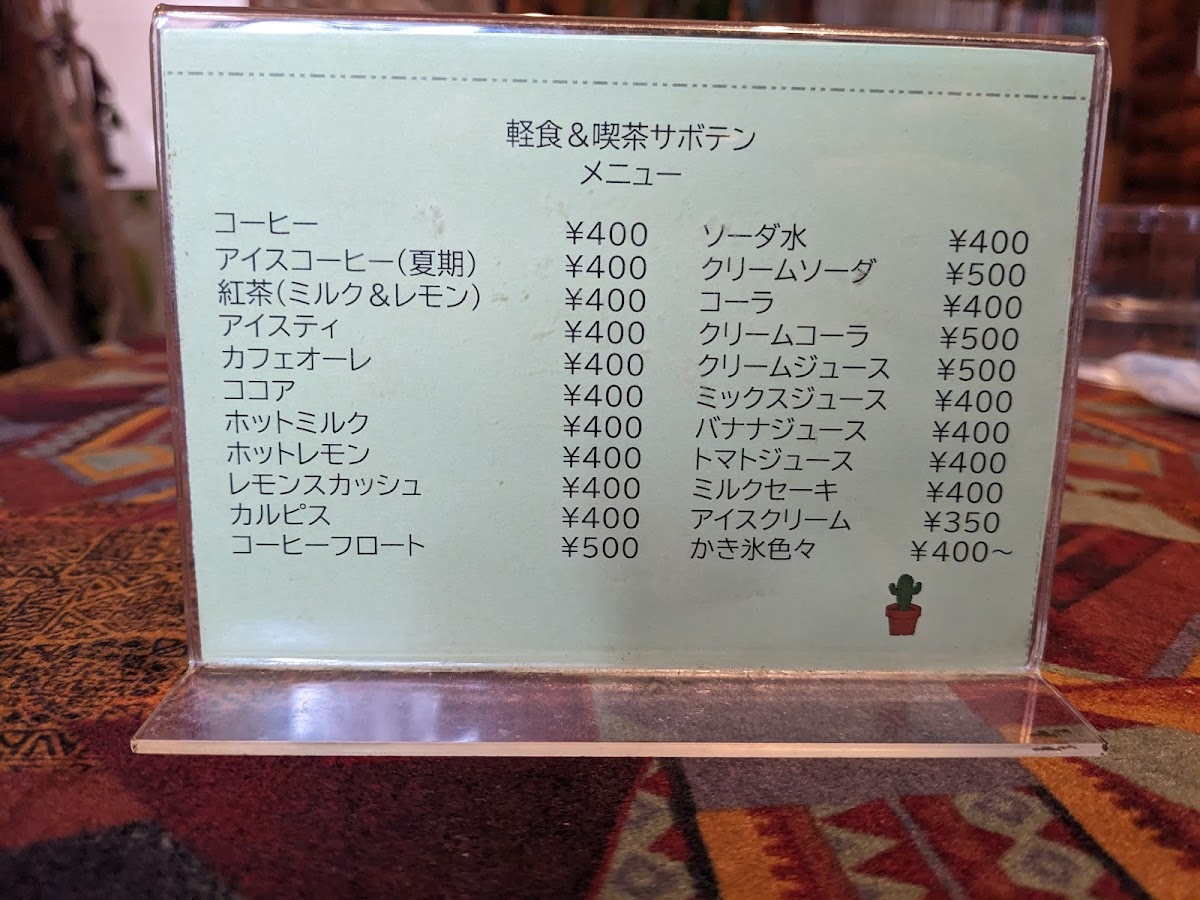 軽食＆喫茶サボテン
メニュー
コーヒー ¥400
アイスコーヒー(夏期) ¥400
紅茶(ミルク＆レモン) ¥400
アイスティ ¥400
カフェオーレ ¥400
ココア ¥400
ホットミルク ¥400
ホットレモン ¥400
レモンスカッシュ ¥400
カルピス ¥400
コーヒーフロート ¥500
ソーダ水 ¥400
クリームソーダ ¥500
コーラ ¥400
クリームコーラ ¥500
クリームジュース ¥500
ミックスジュース ¥400
バナナジュース ¥400
トマトジュース ¥400
ミルクセーキ ¥400
アイスクリーム ¥350
かき氷色々 ¥400～